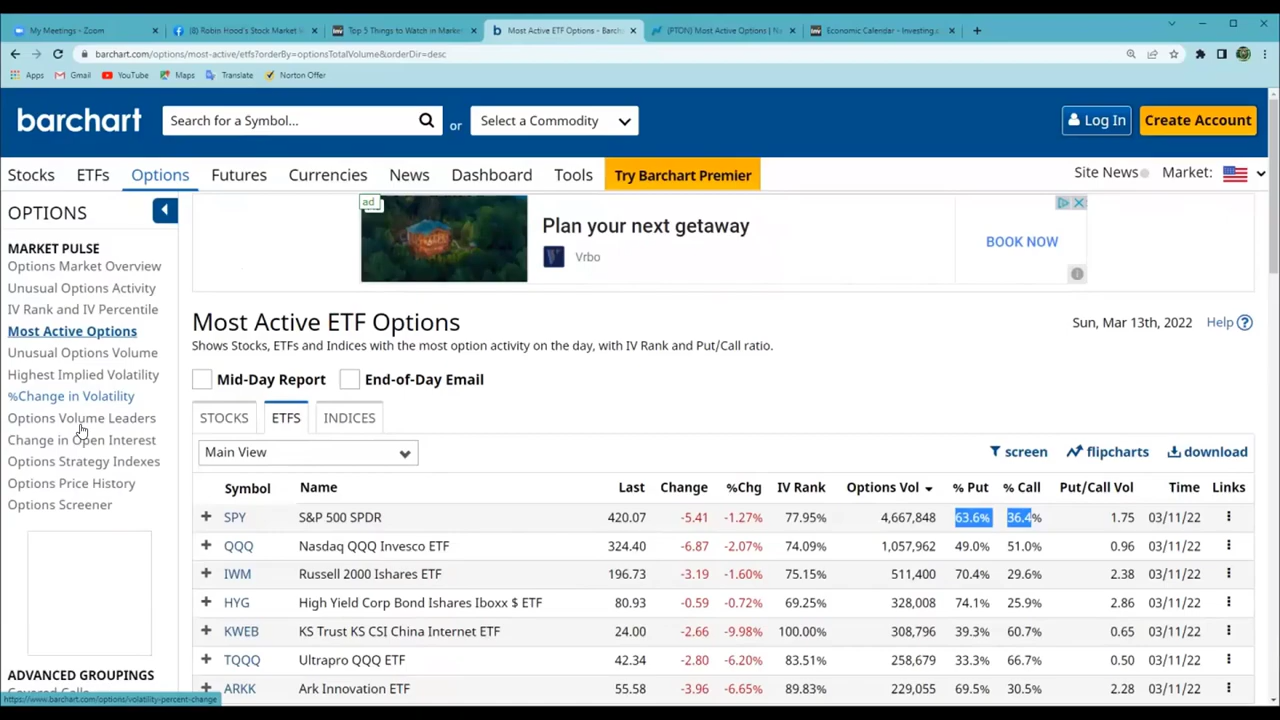 My Meetings - Zoom
(8) Robin Hood's Stock Market
Top 5 Things to Watch in Market
Most Active ETF Options - Barch
[PTON] Most Active Options | N
Economic Calendar - Investing.c
barchart.com/options/most-active/etfs?orderBy=optionsTotalVolume&orderDir=desc
Apps Gmail YouTube Maps Translate Norton Offer
barchart
Search for a Symbol...
or
Select a Commodity
Log In
Create Account
Stocks ETFs Options Futures Currencies News Dashboard Tools Try Barchart Premier
Site News
Market:
OPTIONS
MARKET PULSE
Options Market Overview
Unusual Options Activity
IV Rank and IV Percentile
Most Active Options
Unusual Options Volume
Highest Implied Volatility
%Change in Volatility
Options Volume Leaders
Change in Open Interest
Options Strategy Indexes
Options Price History
Options Screener
ADVANCED GROUPINGS
https://www.barchart.com/options/volatility-percent-change
ad
Plan your next getaway
Vrbo
BOOK NOW
Most Active ETF Options
Sun, Mar 13th, 2022 Help ?
Shows Stocks, ETFs and Indices with the most option activity on the day, with IV Rank and Put/Call ratio.
Mid-Day Report End-of-Day Email
STOCKS ETFS INDICES
Main View
screen flipcharts download
Symbol Name Last Change %Chg IV Rank Options Vol % Put % Call Put/Call Vol Time Links
+ SPY S&P 500 SPDR 420.07 -5.41 -1.27% 77.95% 4,667,848 63.6% 36.4% 1.75 03/11/22
+ QQQ Nasdaq QQQ Invesco ETF 324.40 -6.87 -2.07% 74.09% 1,057,962 49.0% 51.0% 0.96 03/11/22
+ IWM Russell 2000 Ishares ETF 196.73 -3.19 -1.60% 75.15% 511,400 70.4% 29.6% 2.38 03/11/22
+ HYG High Yield Corp Bond Ishares Iboxx $ ETF 80.93 -0.59 -0.72% 69.25% 328,008 74.1% 25.9% 2.86 03/11/22
+ KWEB KS Trust KS CSI China Internet ETF 24.00 -2.66 -9.98% 100.00% 308,796 39.3% 60.7% 0.65 03/11/22
+ TQQQ Ultrapro QQQ ETF 42.34 -2.80 -6.20% 83.51% 258,679 33.3% 66.7% 0.50 03/11/22
+ ARKK Ark Innovation ETF 55.58 -3.96 -6.65% 89.83% 229,055 69.5% 30.5% 2.28 03/11/22